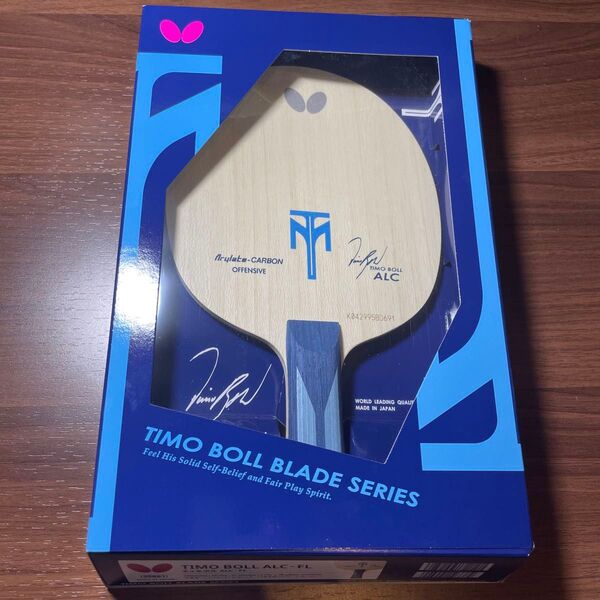 Arylate-CARBON
OFFENSIVE
TIMO BOLL
ALC
WORLD LEADING QUALIT
MADE IN JAPAN
TIMO BOLL BLADE SERIES
Feel His Solid Self-Belief and Fair Play Spirit.
TIMO BOLL ALC - FL